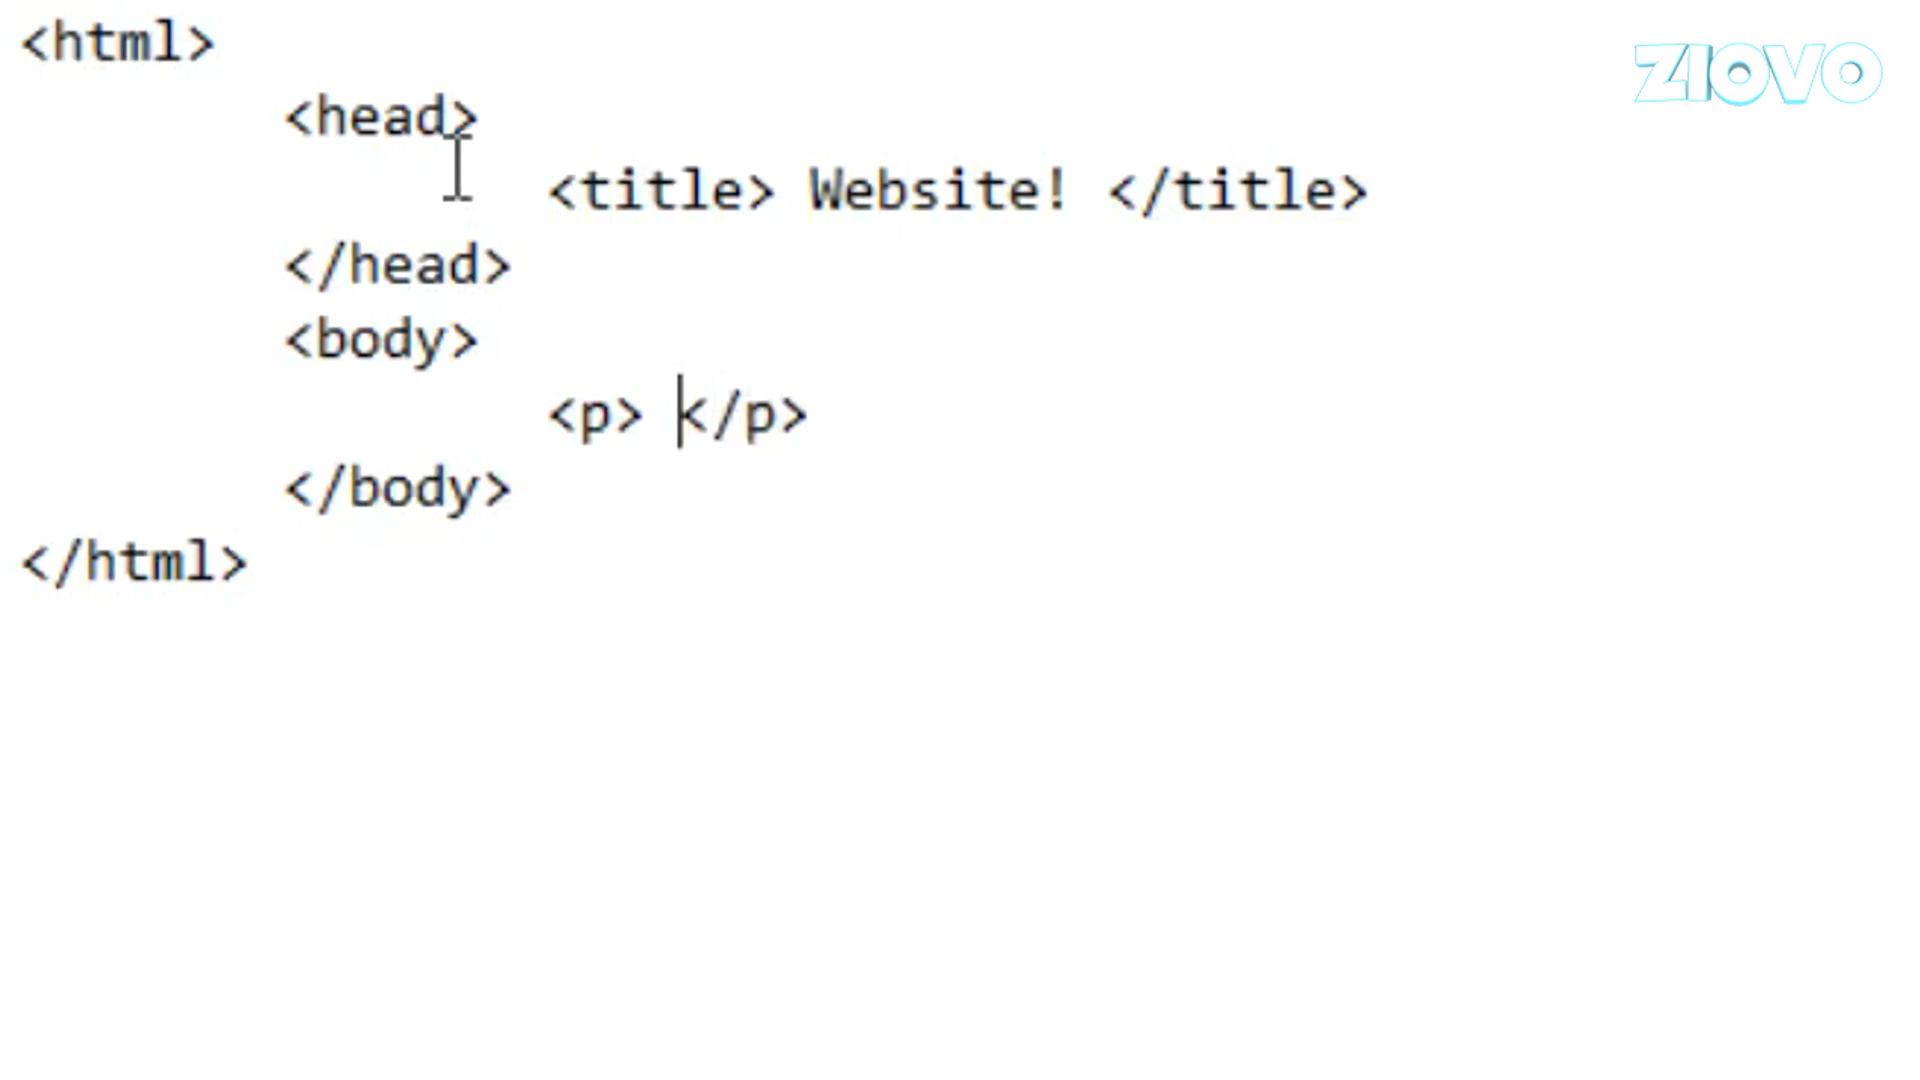 <html>
ZIOVO
<head>
<title> Website! </title>
</head>
<body>
<p> </p>
</body>
</html>